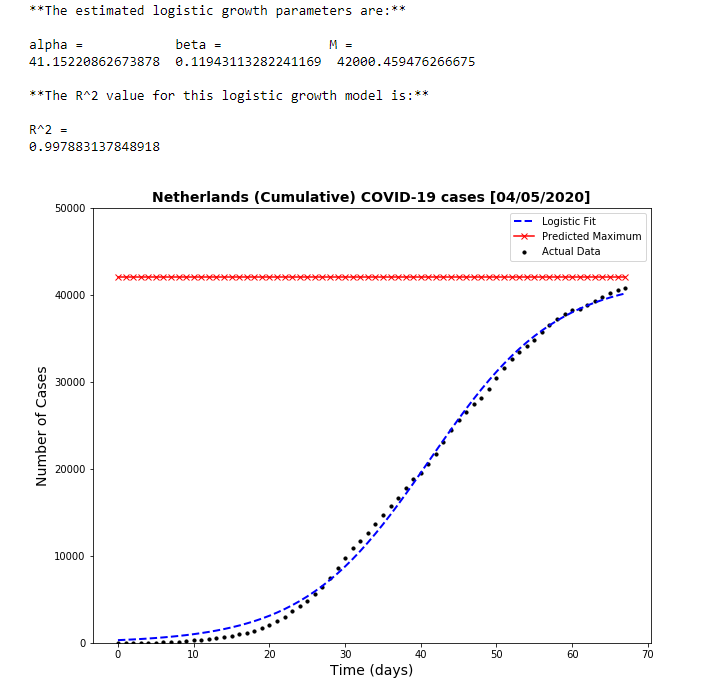 **The estimated logistic growth parameters are:**
alpha = beta = M =
41.15220862673878 0.11943113282241169 42000.459476266675
**The R^2 value for this logistic growth model is:**
R^2 =
0.997883137848918
Netherlands (Cumulative) COVID-19 cases [04/05/2020]
50000
Logistic Fit
Predicted Maximum
Actual Data
40000
30000
Number of Cases
20000
10000
0
0 10 20 30 40 50 60 70
Time (days)